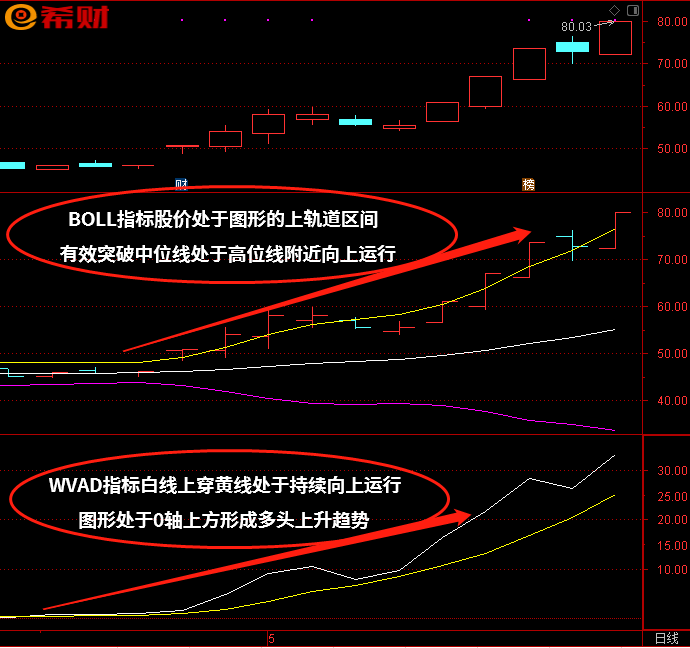 希财
80.03
80.00
70.00
60.00
50.00
财
榜
BOLL指标股价处于图形的上轨道区间
有效突破中位线处于高位线附近向上运行
80.00
70.00
60.00
50.00
40.00
WVAD指标白线上穿黄线处于持续向上运行
图形处于0轴上方形成多头上升趋势
30.00
25.00
20.00
15.00
10.00
5
日线